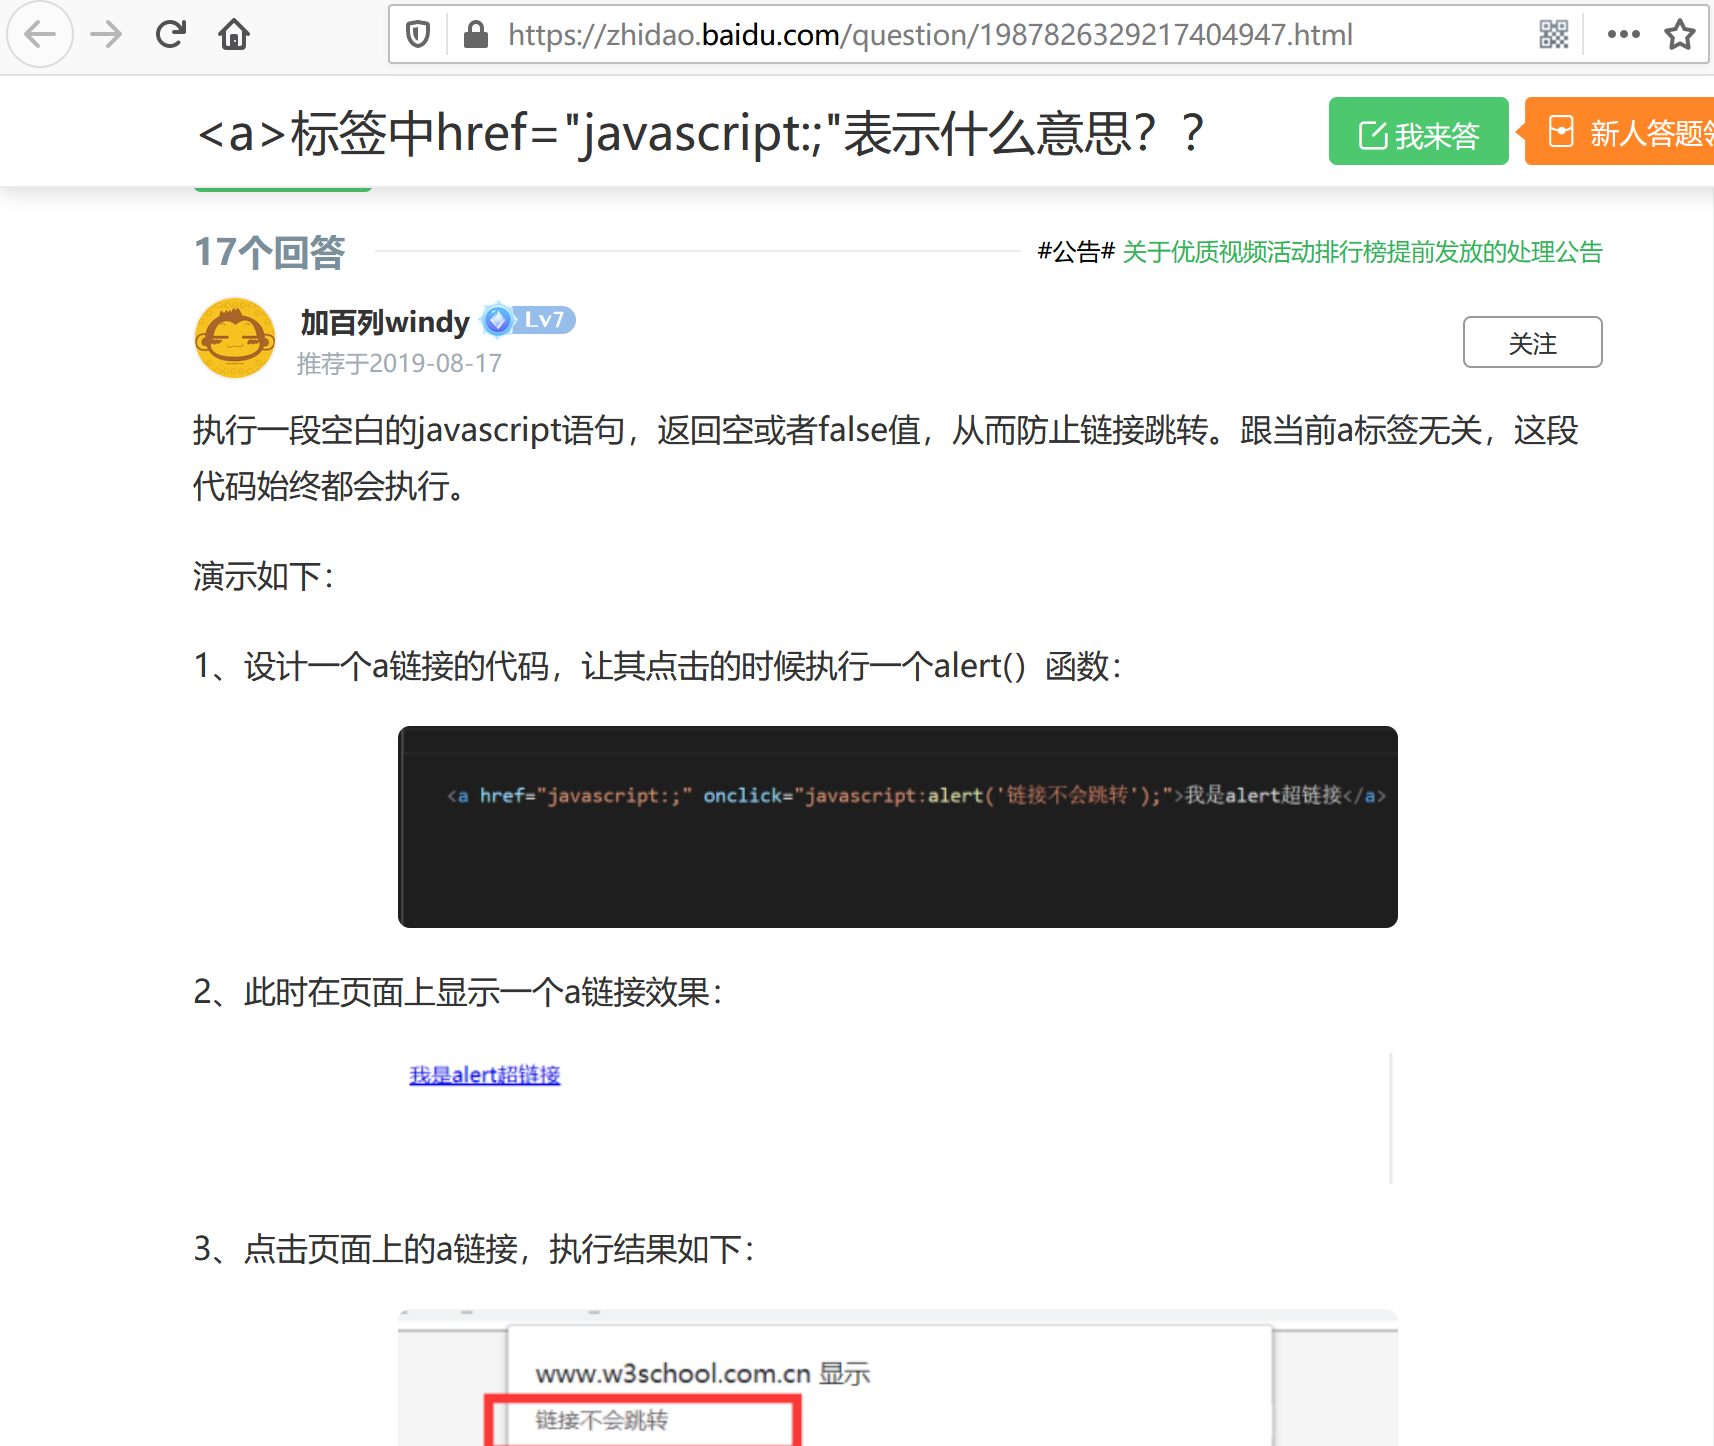 https://zhidao.baidu.com/question/1987826329217404947.html
<a>标签中href="javascript:;"表示什么意思？？
我来答
新人答题领
17个回答
#公告# 关于优质视频活动排行榜提前发放的处理公告
加百列windy Lv7
推荐于2019-08-17
关注
执行一段空白的javascript语句，返回空或者false值，从而防止链接跳转。跟当前a标签无关，这段
代码始终都会执行。
演示如下：
1、设计一个a链接的代码，让其点击的时候执行一个alert()函数：
<a href="javascript:;" onclick="javascript:alert('链接不会跳转');">我是alert超链接</a>
2、此时在页面上显示一个a链接效果：
我是alert超链接
3、点击页面上的a链接，执行结果如下：
www.w3school.com.cn 显示
链接不会跳转